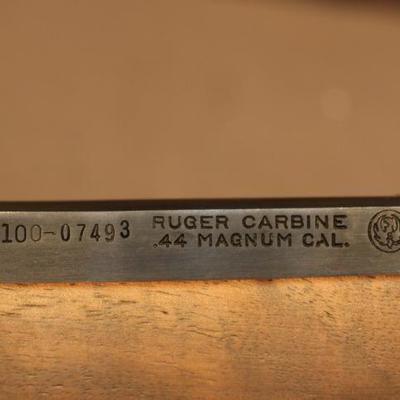 100-07493 RUGER CARBINE
.44 MAGNUM CAL.